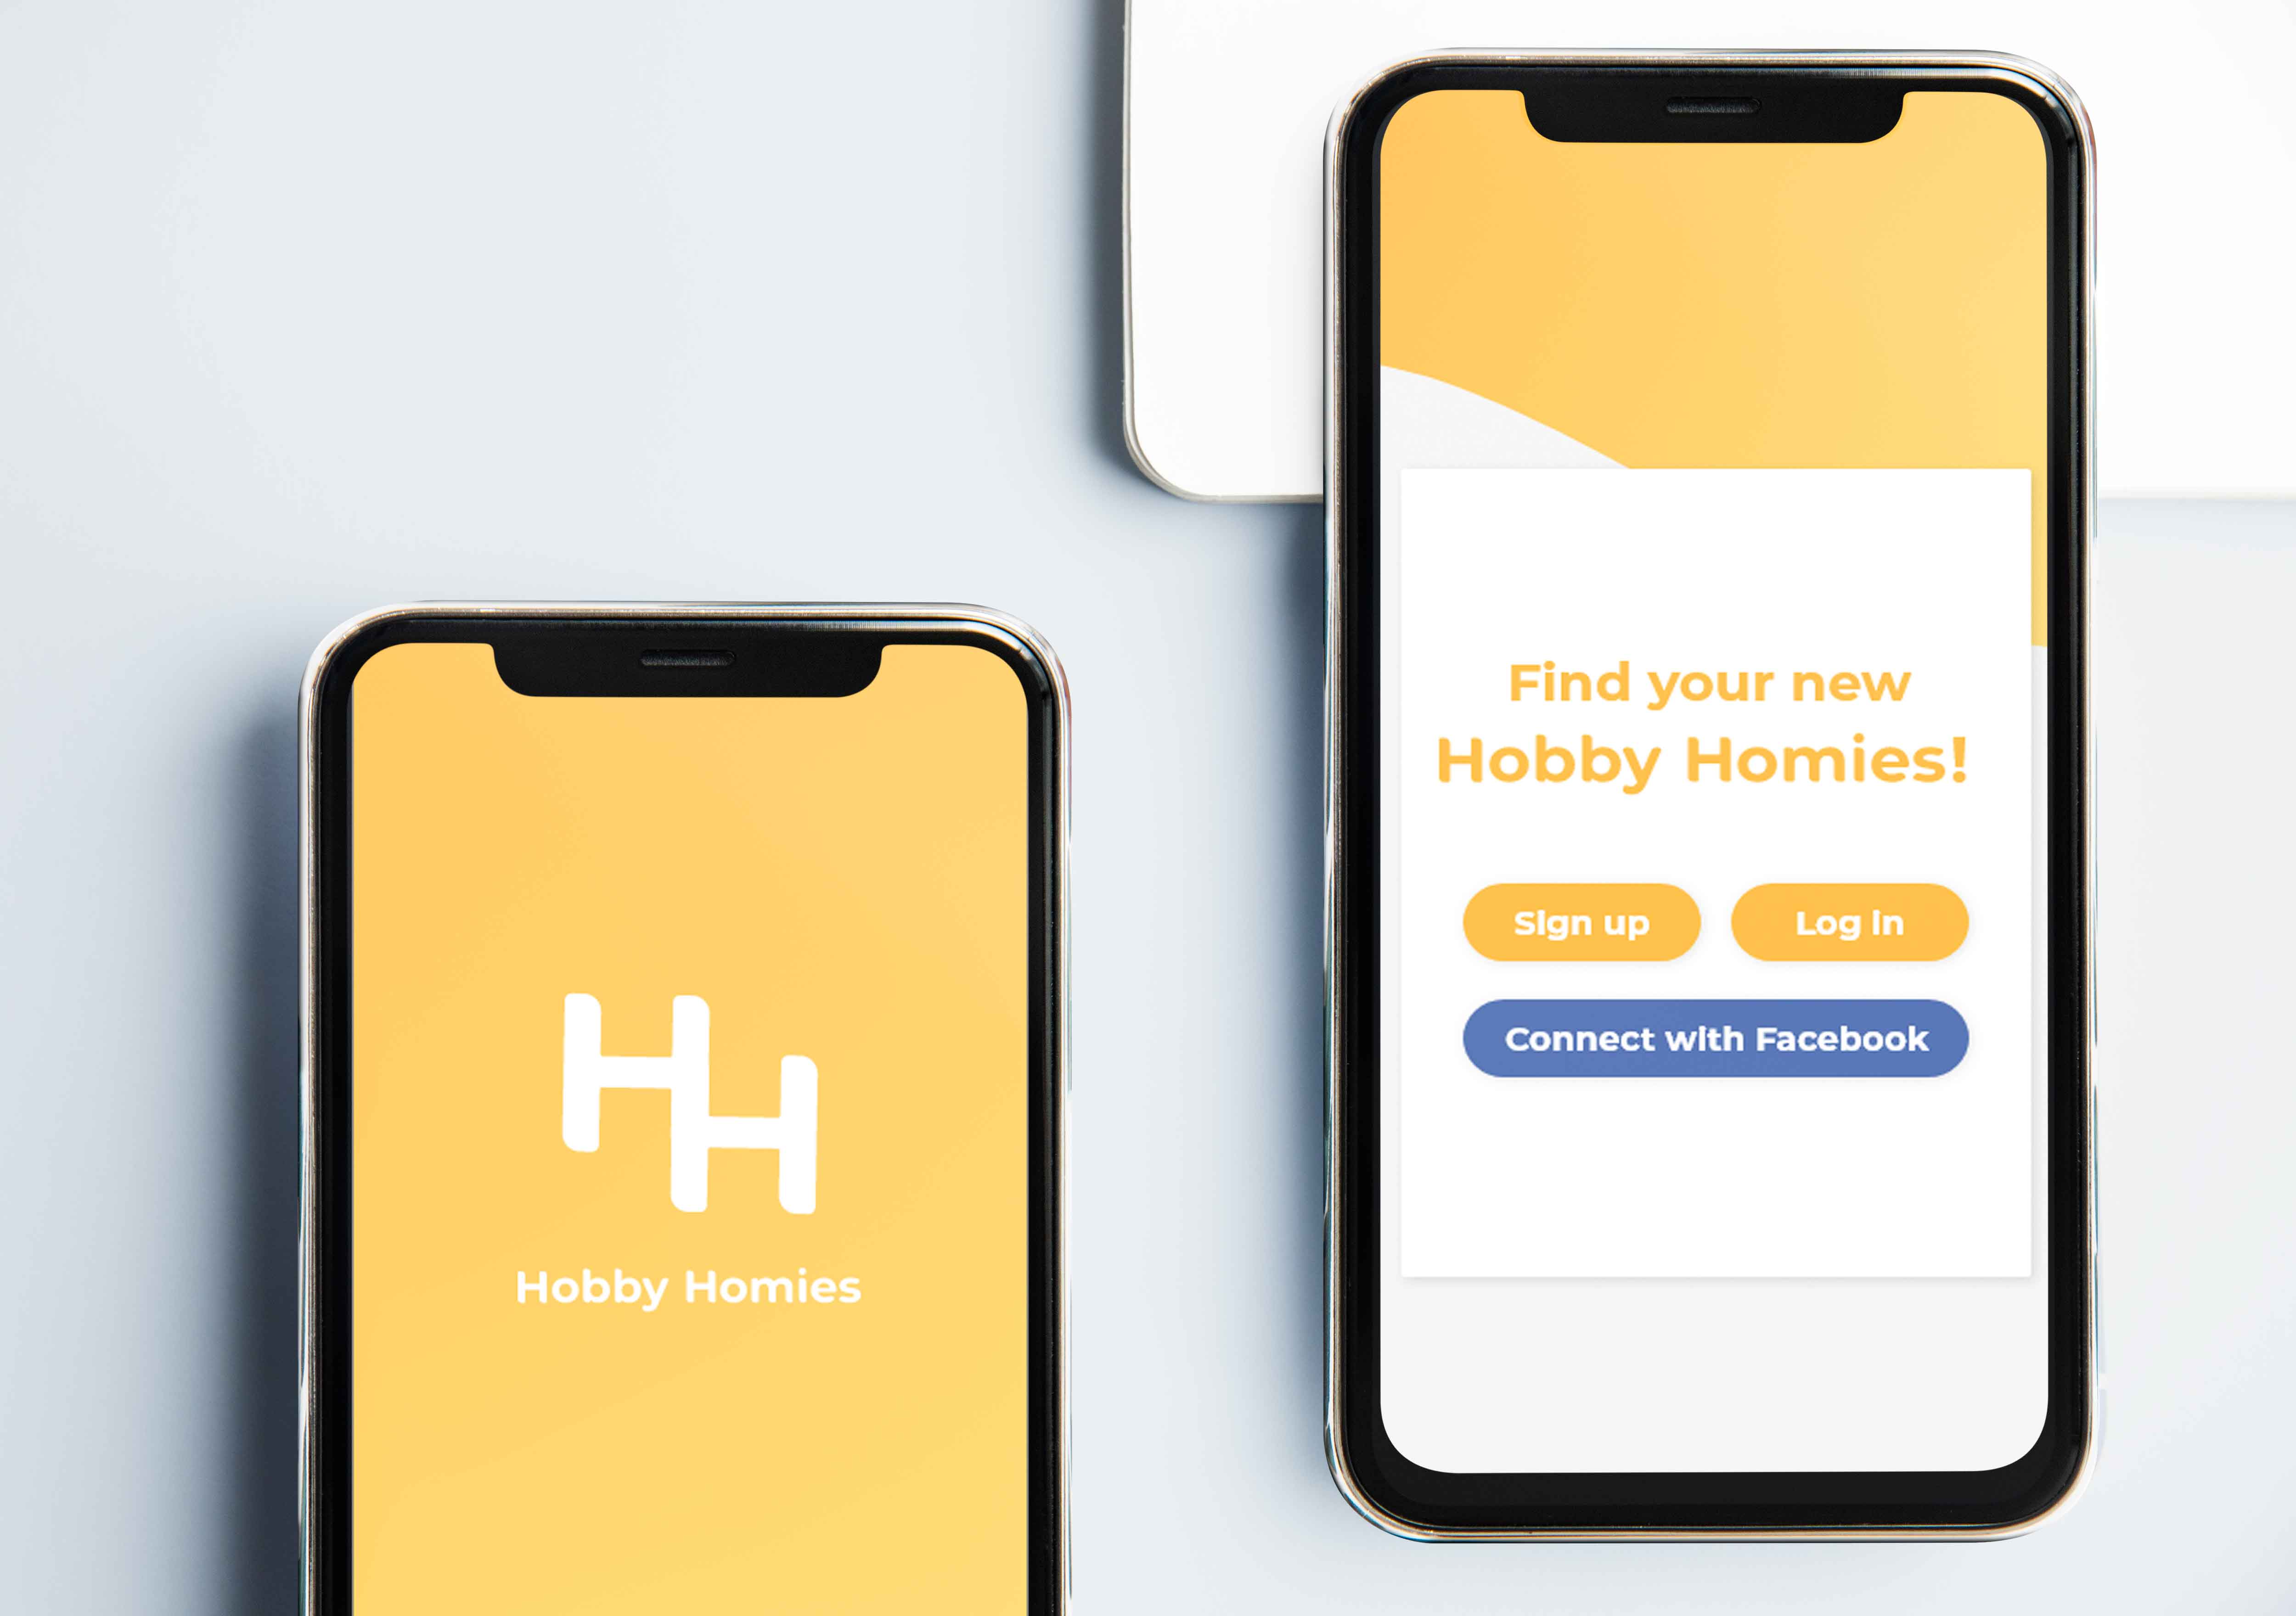 HH
Hobby Homies
Find your new
Hobby Homies!
Sign up
Log in
Connect with Facebook